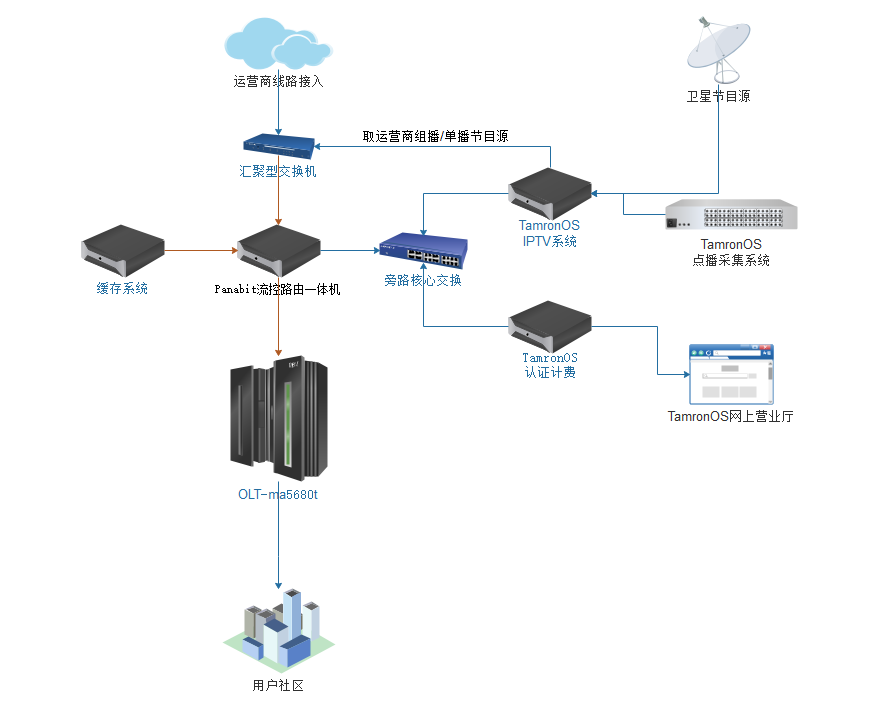 运营商线路接入
卫星节目源
取运营商组播/单播节目源
汇聚型交换机
TamronOS
IPTV系统
TamronOS
点播采集系统
缓存系统
Panabit流控路由一体机
旁路核心交换
TamronOS
认证计费
TamronOS网上营业厅
OLT-ma5680t
用户社区